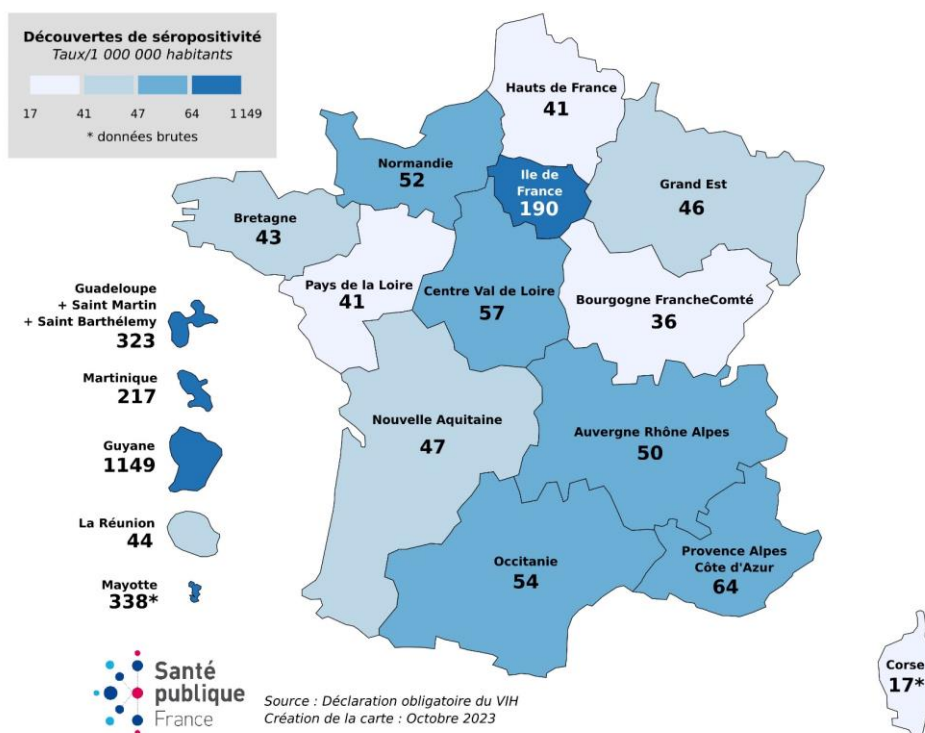 Découvertes de séropositivité
Taux/1 000 000 habitants
17 41 47 64 1 149
* données brutes
Hauts de France
41
Normandie
52
Ile de
France
190
Grand Est
46
Bretagne
43
Pays de la Loire
41
Centre Val de Loire
57
Bourgogne FrancheComté
36
Guadeloupe
+ Saint Martin
+ Saint Barthélemy
323
Martinique
217
Nouvelle Aquitaine
47
Auvergne Rhône Alpes
50
Guyane
1149
La Réunion
44
Occitanie
54
Provence Alpes
Côte d'Azur
64
Mayotte
338*
Corse
17*
Santé
publique
France
Source : Déclaration obligatoire du VIH
Création de la carte : Octobre 2023